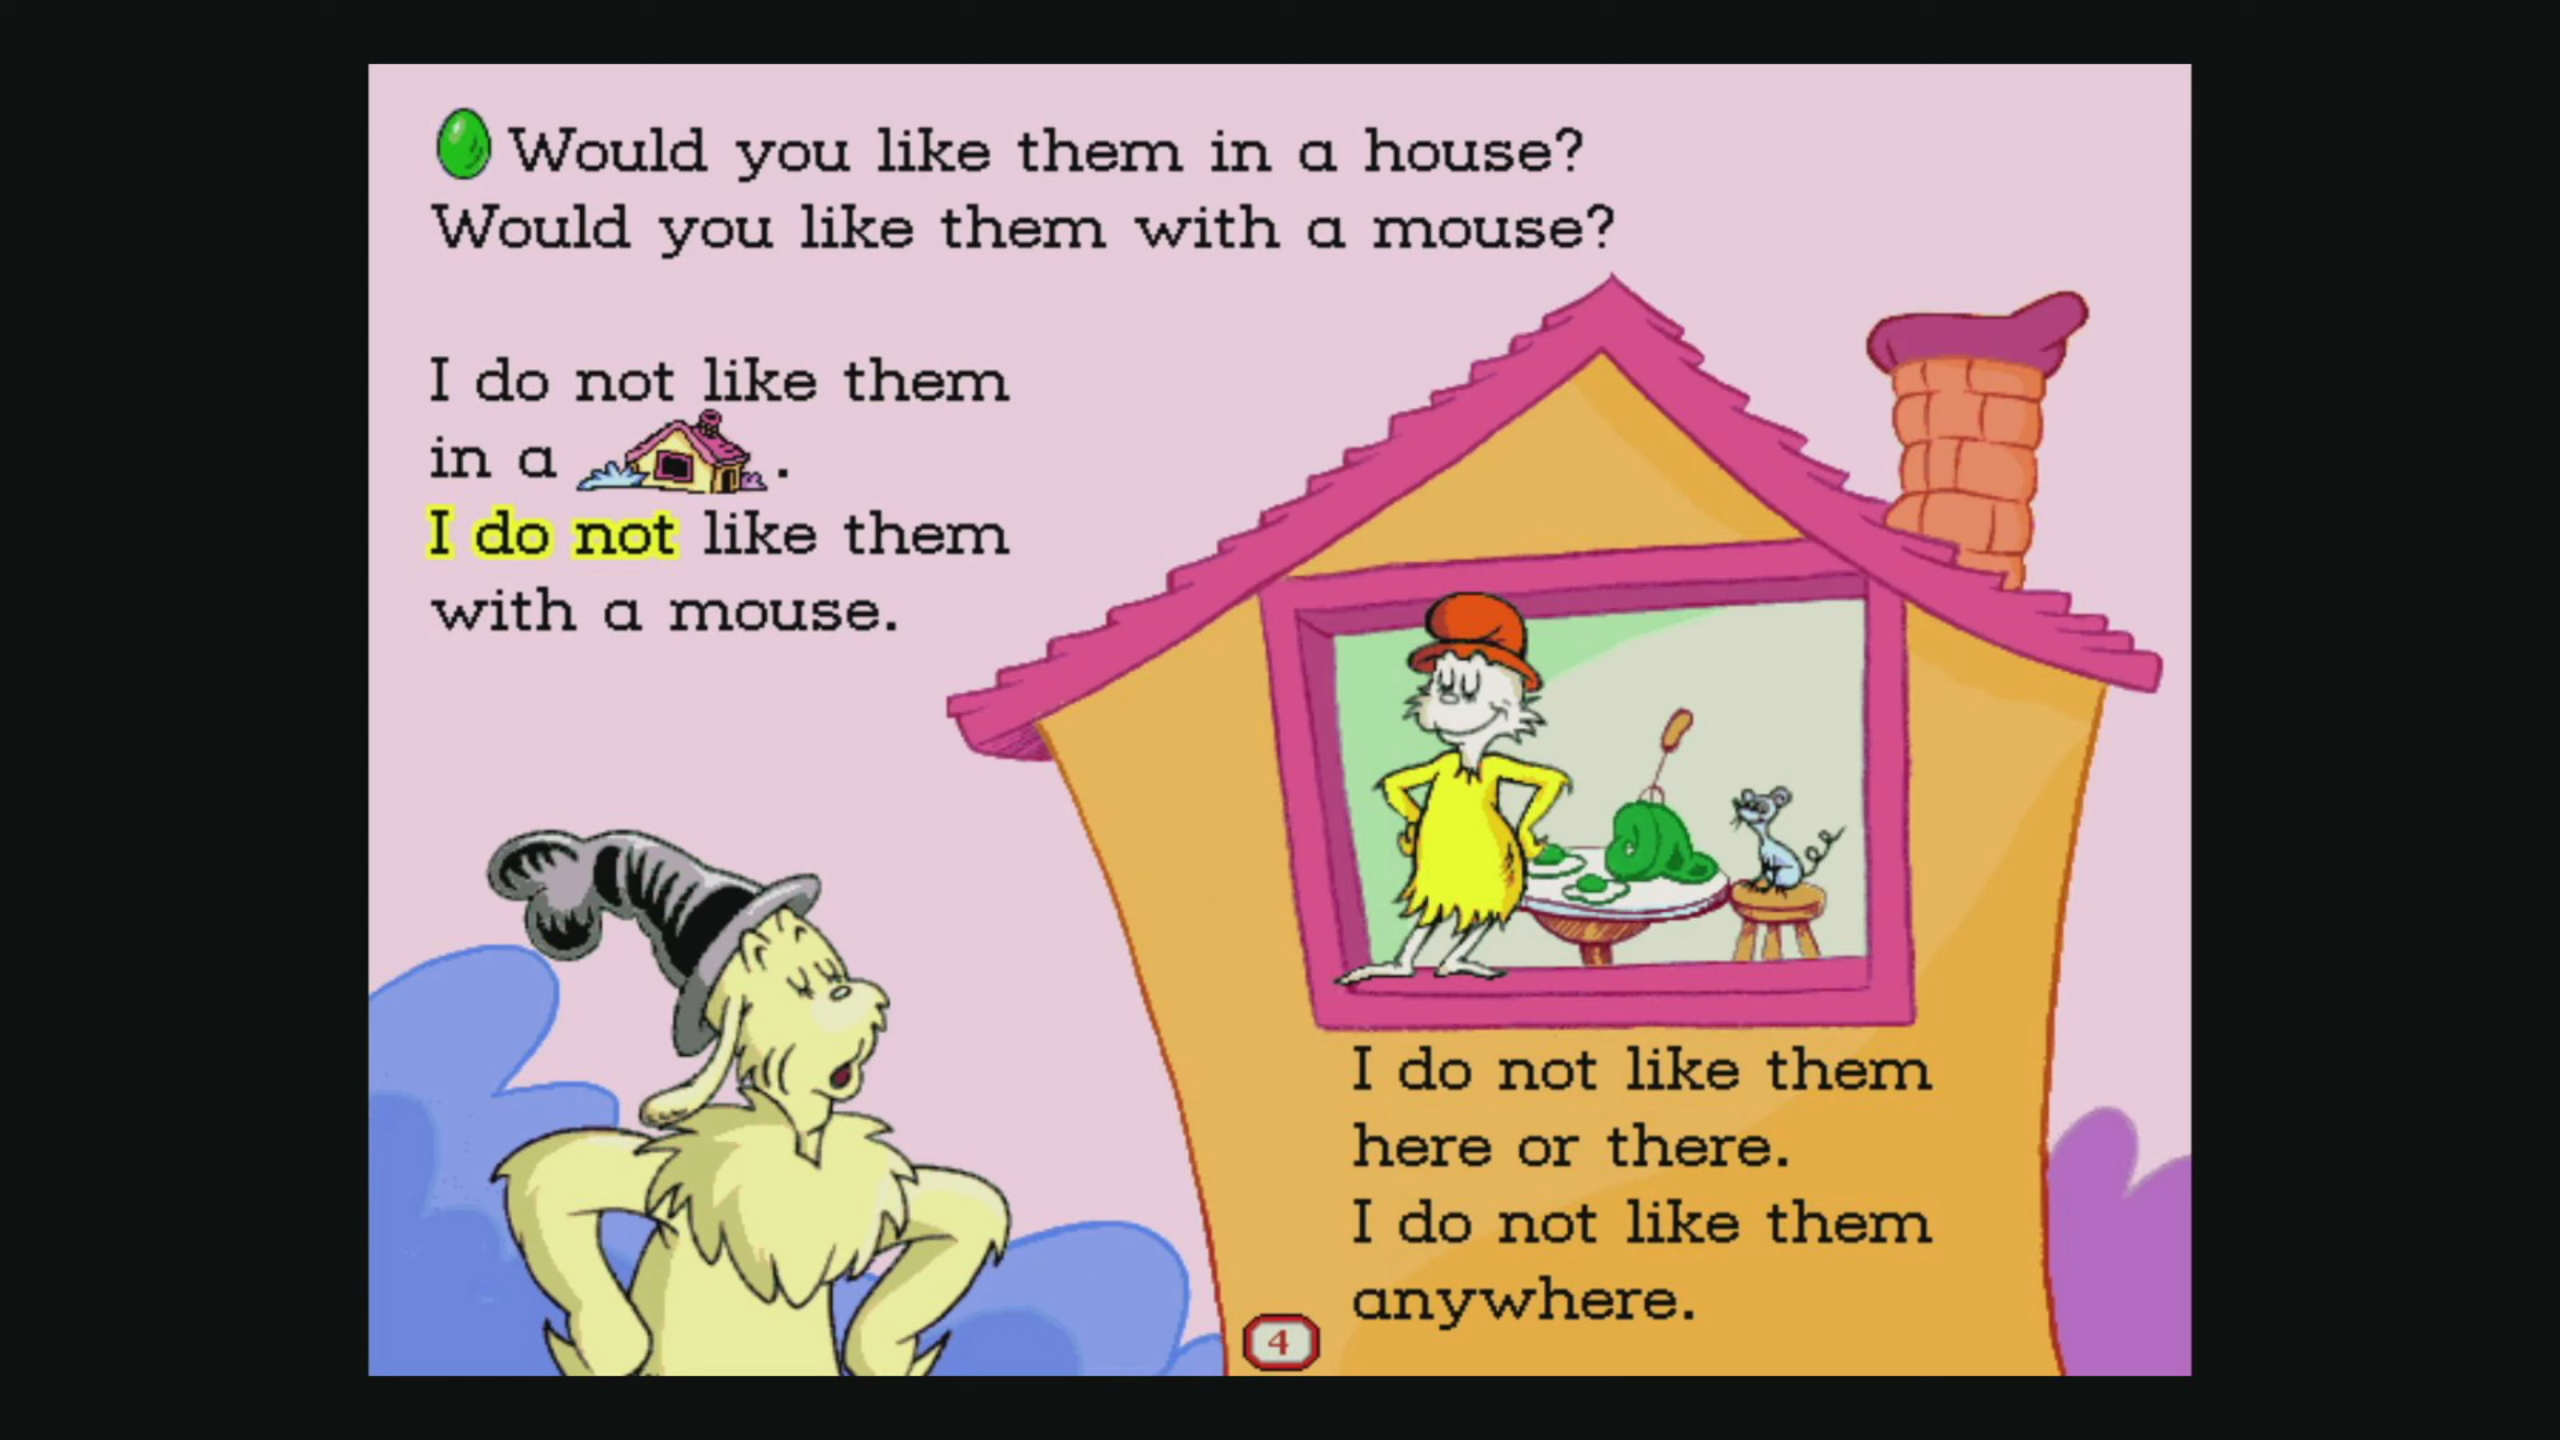 Would you like them in a house?
Would you like them with a mouse?
I do not like them
in a .
I do not like them
with a mouse.
I do not like them
here or there.
I do not like them
anywhere.
4